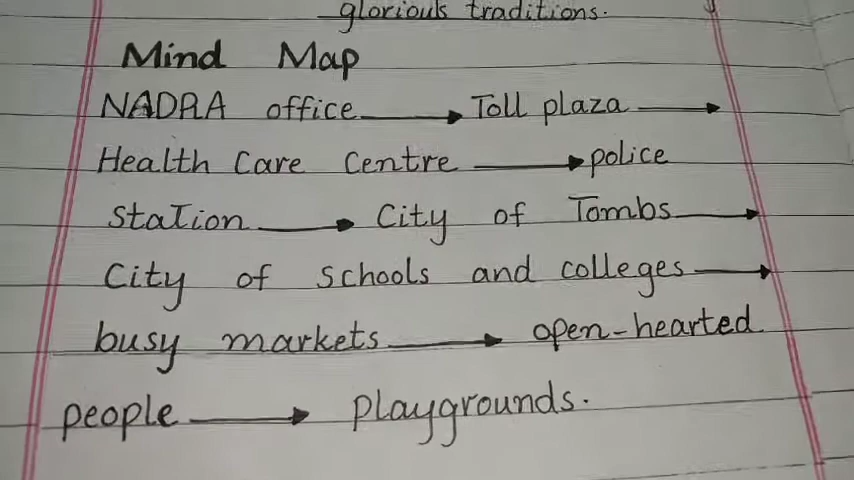 glorious traditions.
Mind Map
NADRA office → Toll plaza →
Health Care Centre → police
Station → City of Tombs →
City of schools and colleges →
busy markets → open-hearted
people → playgrounds.